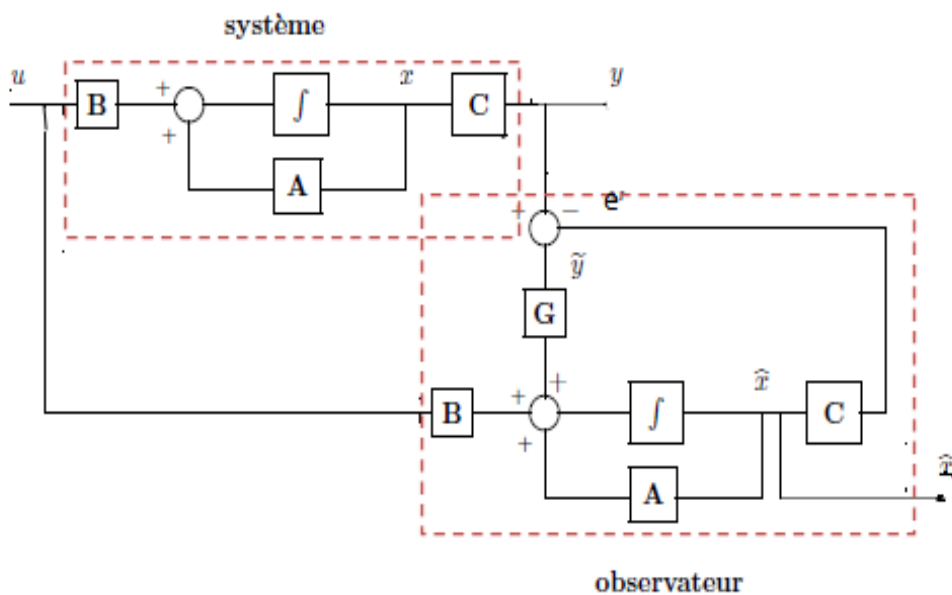 système
u
B
+
+
∫
x
C
y
A
+
−
e'
ỹ
G
B
+
+
+
∫
x̂
C
A
x̂
observateur